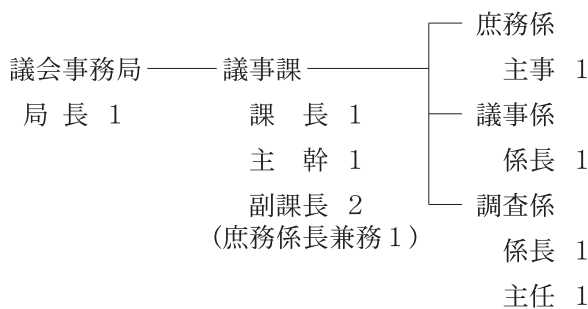 議会事務局
局 長 1
議事課
課 長 1
主 幹 1
副課長 2
(庶務係長兼務1)
庶務係
主事 1
議事係
係長 1
調査係
係長 1
主任 1